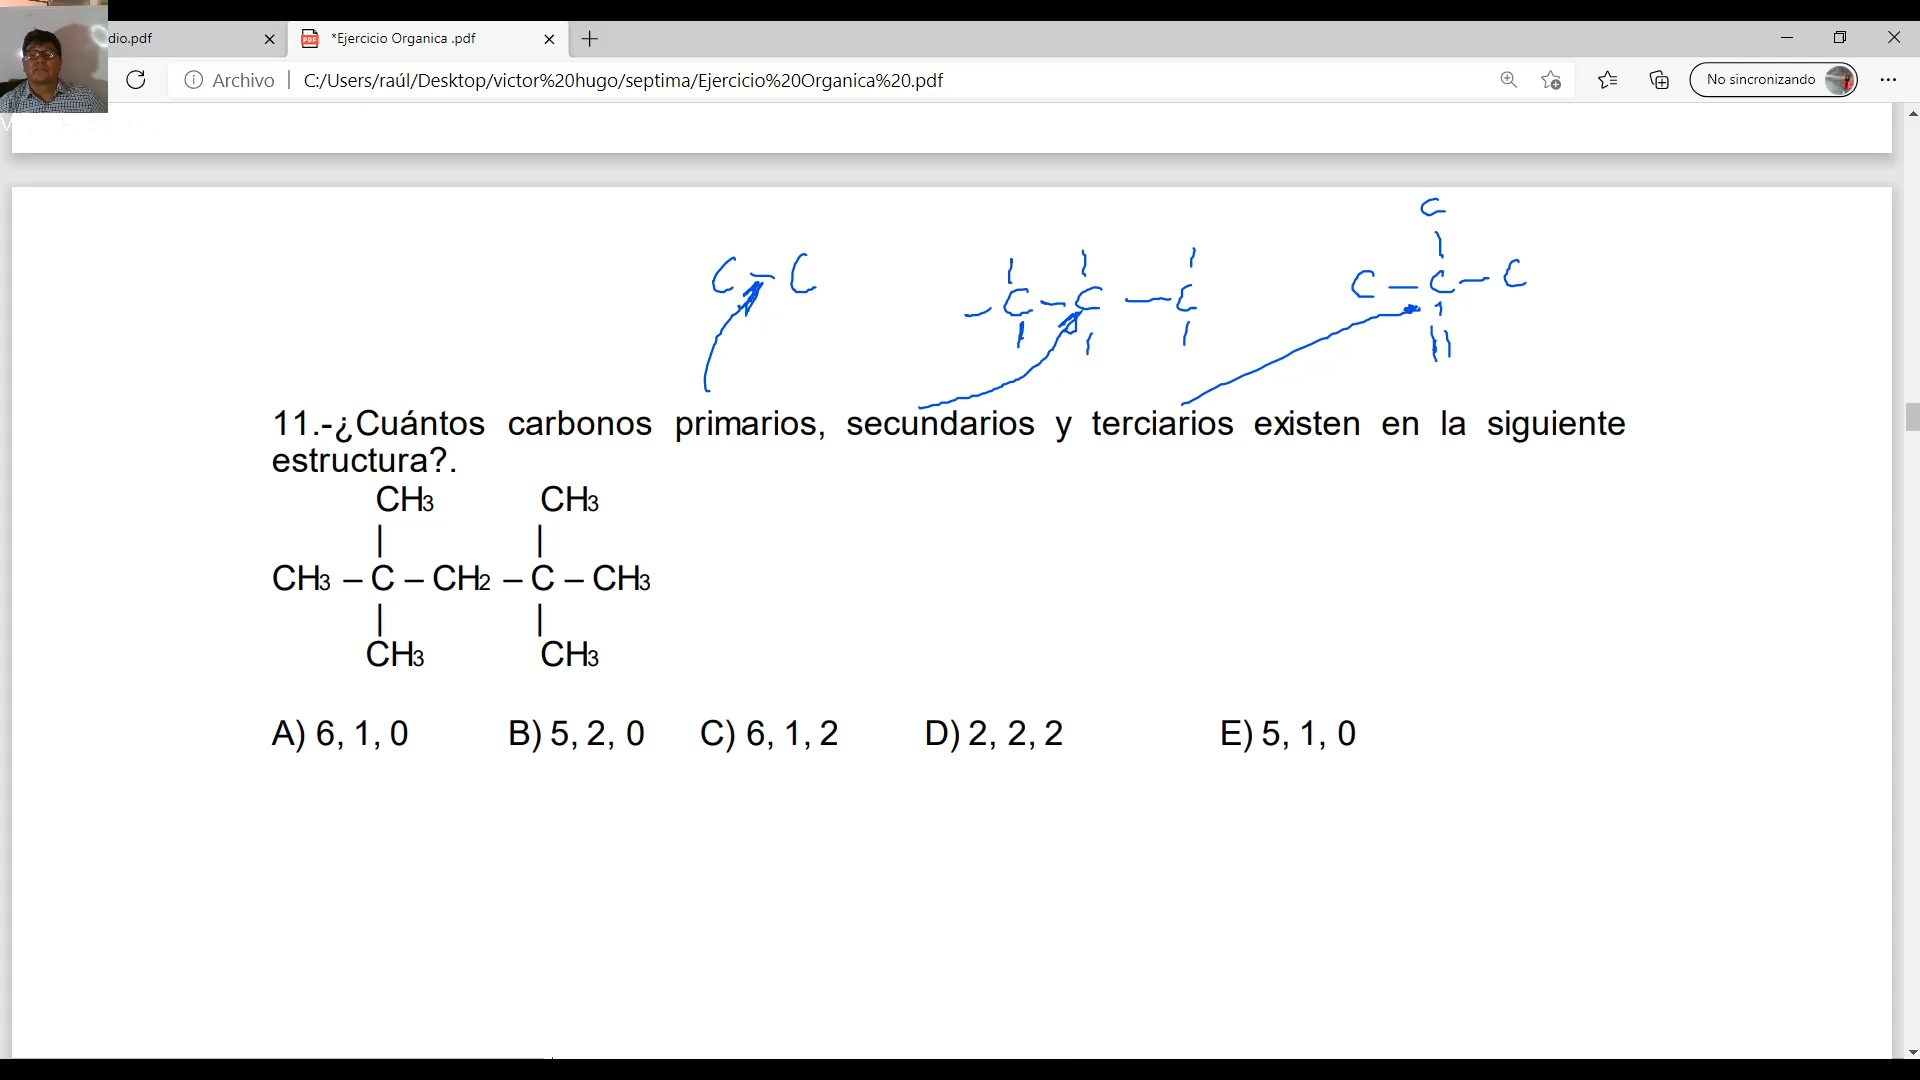 dio.pdf
*Ejercicio Organica .pdf
Archivo | C:/Users/raúl/Desktop/victor%20hugo/septima/Ejercicio%20Organica%20.pdf
No sincronizando
PDF
C
C – C
– C – C – C
C – C – C
H
11.-¿Cuántos carbonos primarios, secundarios y terciarios existen en la siguiente
estructura?.
CH3 CH3
| |
CH3 – C – CH2 – C – CH3
| |
CH3 CH3
A) 6, 1, 0 B) 5, 2, 0 C) 6, 1, 2 D) 2, 2, 2 E) 5, 1, 0